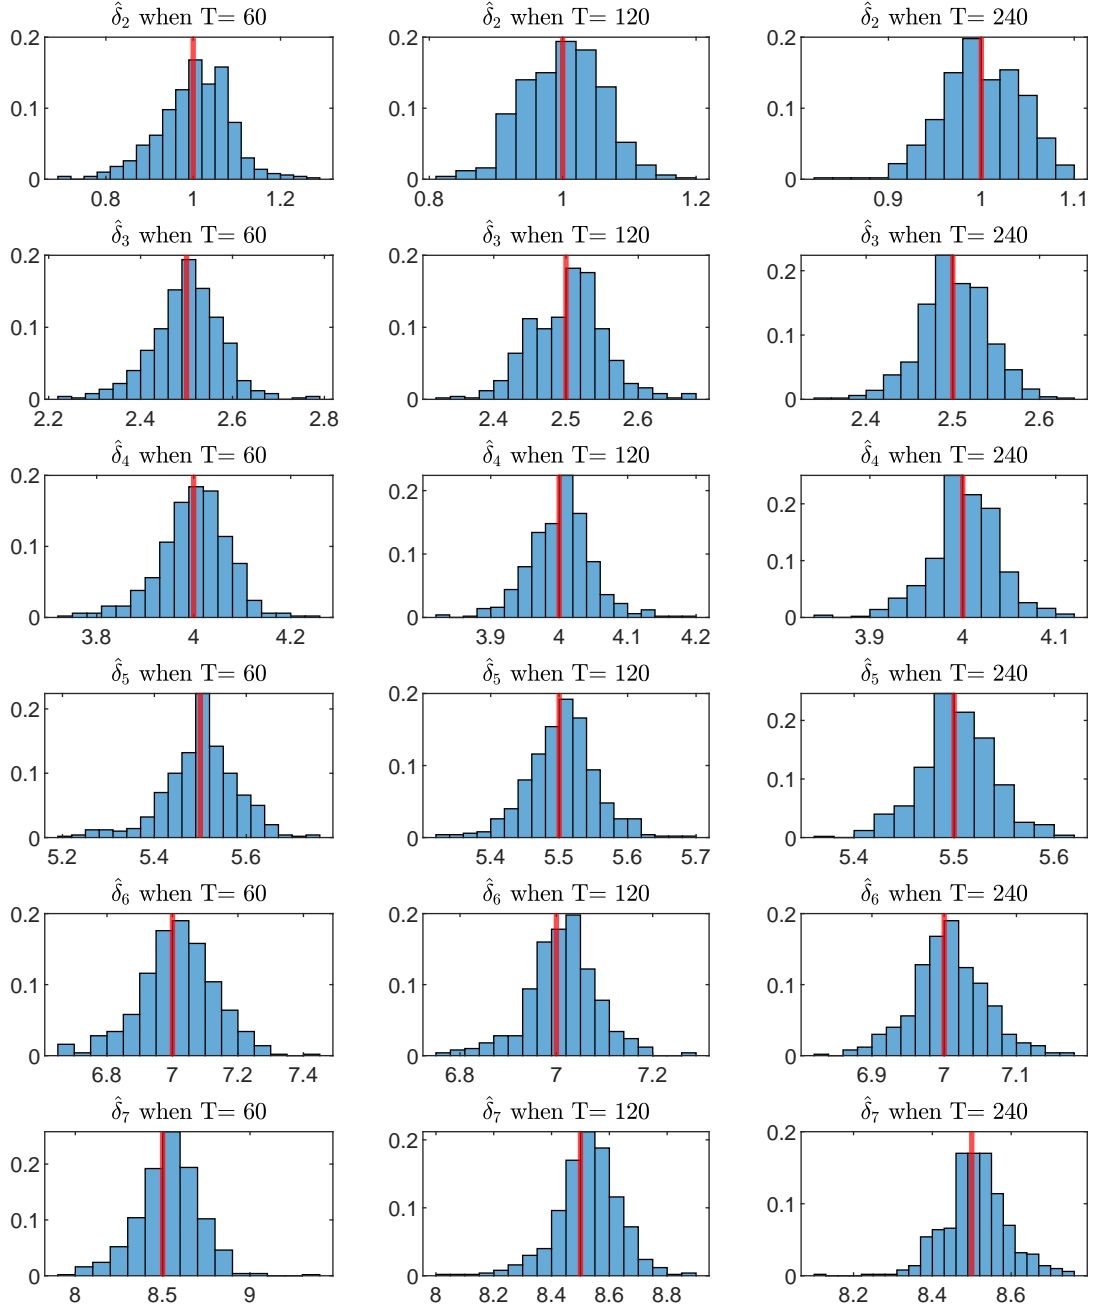 δ̂₂ when T= 60 δ̂₂ when T= 120 δ̂₂ when T= 240
0.2 0.2 0.2
0.1 0.1 0.1
0 0 0
0.8 1 1.2 0.8 1 1.2 0.9 1 1.1
δ̂₃ when T= 60 δ̂₃ when T= 120 δ̂₃ when T= 240
0.2 0.2 0.2
0.1 0.1 0.1
0 0 0
2.2 2.4 2.6 2.8 2.4 2.5 2.6 2.4 2.5 2.6
δ̂₄ when T= 60 δ̂₄ when T= 120 δ̂₄ when T= 240
0.2 0.2 0.2
0.1 0.1 0.1
0 0 0
3.8 4 4.2 3.9 4 4.1 4.2 3.9 4 4.1
δ̂₅ when T= 60 δ̂₅ when T= 120 δ̂₅ when T= 240
0.2 0.2 0.2
0.1 0.1 0.1
0 0 0
5.2 5.4 5.6 5.4 5.5 5.6 5.7 5.4 5.5 5.6
δ̂₆ when T= 60 δ̂₆ when T= 120 δ̂₆ when T= 240
0.2 0.2 0.2
0.1 0.1 0.1
0 0 0
6.8 7 7.2 7.4 6.8 7 7.2 6.9 7 7.1
δ̂₇ when T= 60 δ̂₇ when T= 120 δ̂₇ when T= 240
0.2 0.2 0.2
0.1 0.1 0.1
0 0 0
8 8.5 9 8 8.2 8.4 8.6 8.8 8.2 8.4 8.6